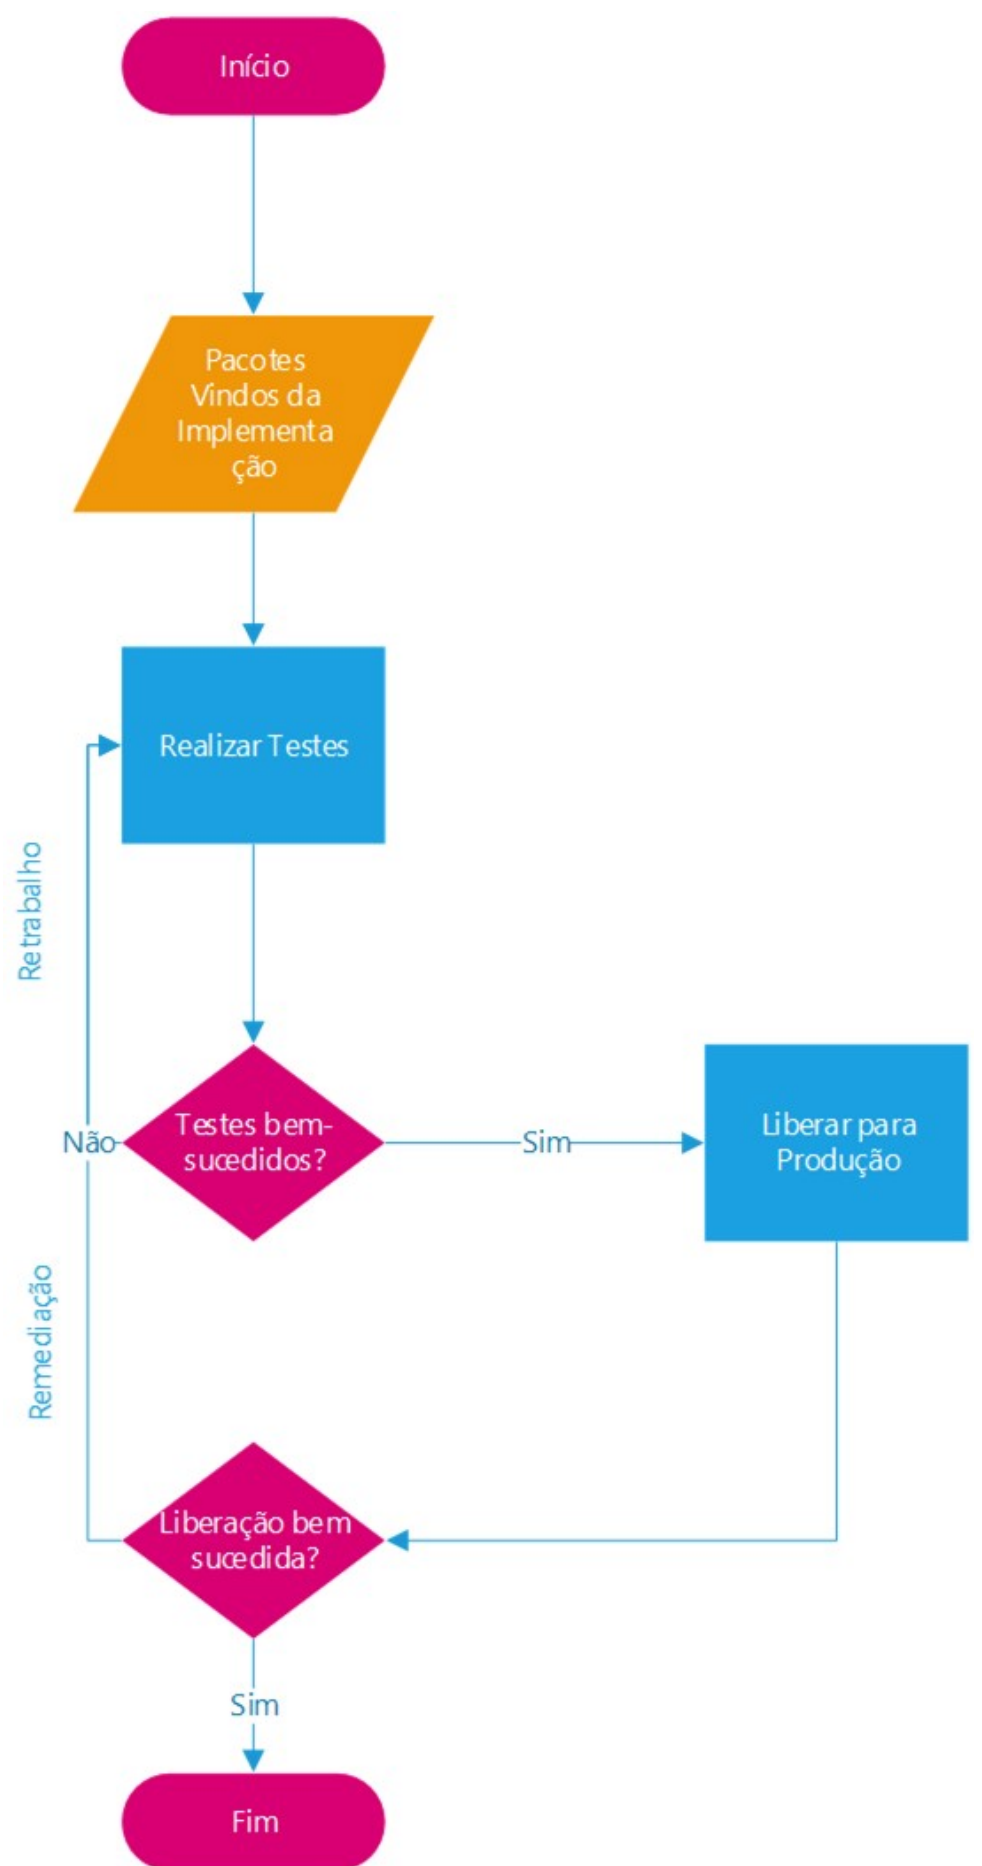 Início
Pacotes
Vindos da
Implementa
ção
Realizar Testes
Retrabalho
Testes bem-
sucedidos?
Não
Sim
Liberar para
Produção
Remediação
Liberação bem
sucedida?
Sim
Fim